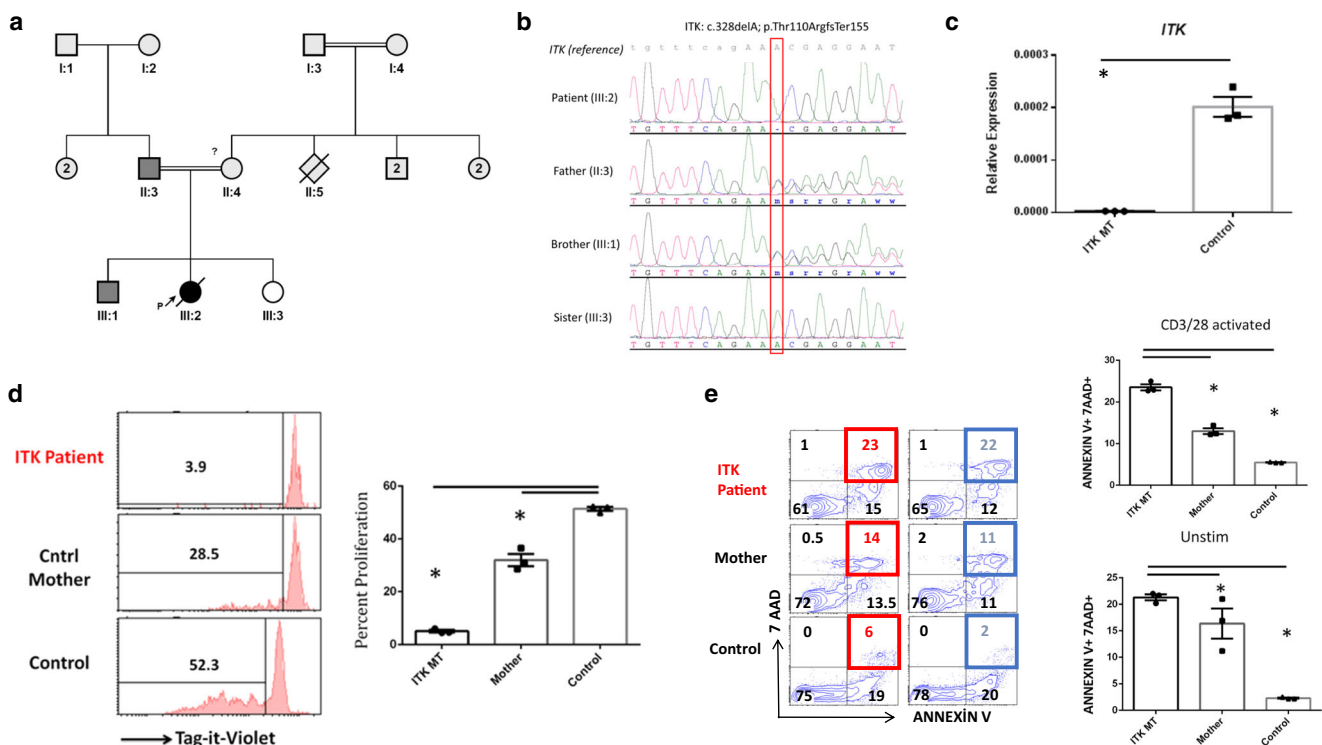 a
I:1
I:2
I:3
I:4
2
?
II:3
II:4
II:5
2
2
P
III:1
III:2
III:3
b
ITK: c.328delA; p.Thr110ArgfsTer155
ITK (reference)
t g t t t c a g A A A C G A G G A A T
Patient (III:2)
T G T T T C A G A A - C G A G G A A T
Father (II:3)
T G T T T C A G A A m s r r G r A w w
Brother (III:1)
T G T T T C A G A A m s r r G r A w w
Sister (III:3)
T G T T T C A G A A A C G A G G A A T
c
ITK
Relative Expression
0.0003
0.0002
0.0001
0.0000
*
ITK MT
Control
d
ITK Patient
3.9
Cntrl
Mother
28.5
Control
52.3
Tag-it-Violet
Percent Proliferation
60
40
20
0
*
*
ITK MT
Mother
Control
e
ITK
Patient
1
23
61
15
1
22
65
12
Mother
0.5
14
72
13.5
2
11
76
11
Control
0
6
75
19
0
2
78
20
7 AAD
ANNEXIN V
CD3/28 activated
ANNEXIN V+ 7AAD+
30
20
10
0
*
*
ITK MT
Mother
Control
Unstim
ANNEXIN V+ 7AAD+
25
20
15
10
5
0
*
*
ITK MT
Mother
Control